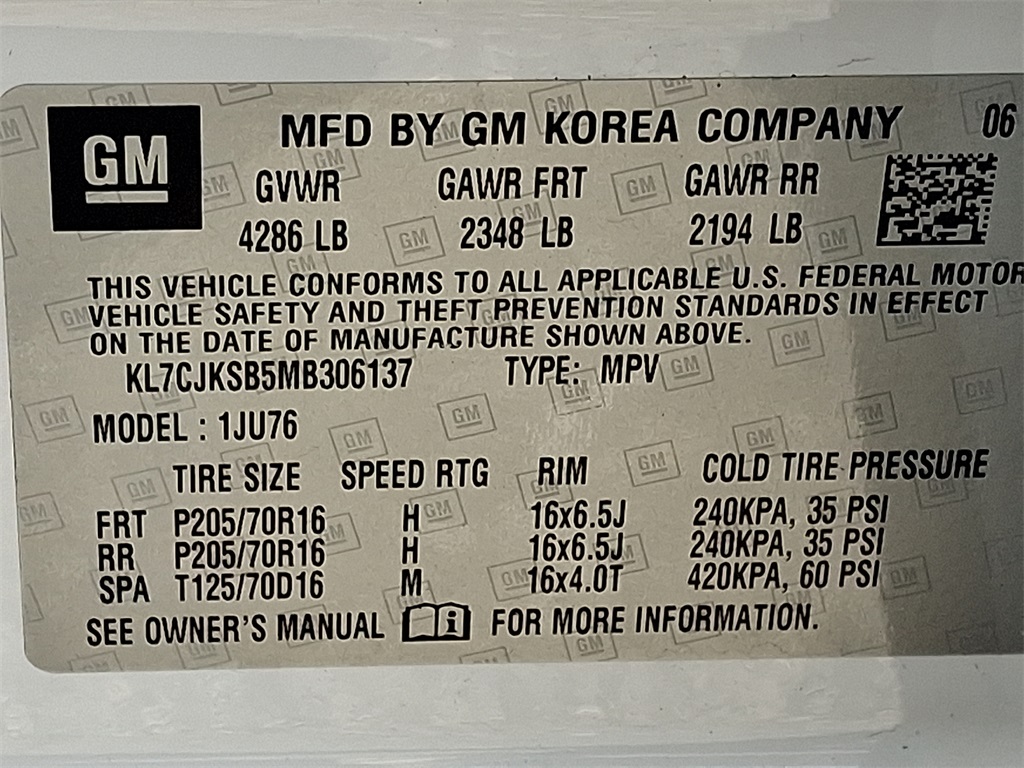 GM
MFD BY GM KOREA COMPANY 06
GVWR GAWR FRT GAWR RR
4286 LB 2348 LB 2194 LB
THIS VEHICLE CONFORMS TO ALL APPLICABLE U.S. FEDERAL MOTOR
VEHICLE SAFETY AND THEFT PREVENTION STANDARDS IN EFFECT
ON THE DATE OF MANUFACTURE SHOWN ABOVE.
KL7CJKSB5MB306137 TYPE: MPV
MODEL : 1JU76
TIRE SIZE SPEED RTG RIM COLD TIRE PRESSURE
FRT P205/70R16 H 16x6.5J 240KPA, 35 PSI
RR P205/70R16 H 16x6.5J 240KPA, 35 PSI
SPA T125/70D16 M 16x4.0T 420KPA, 60 PSI
SEE OWNER'S MANUAL FOR MORE INFORMATION.